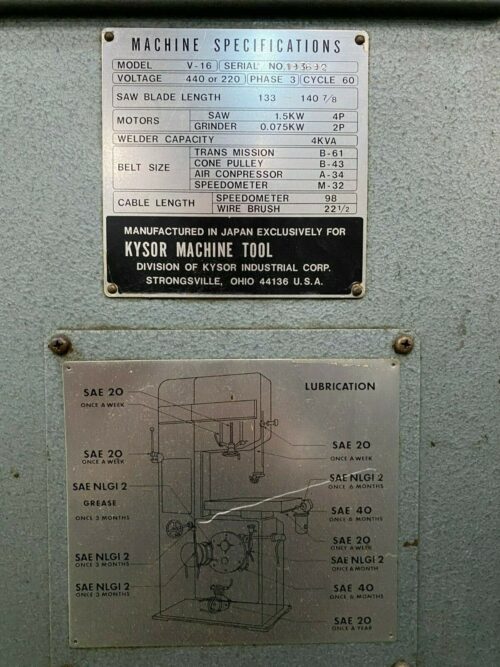 MACHINE SPECIFICATIONS
MODEL V-16 SERIAL NO.
VOLTAGE 440 or 220 PHASE 3 CYCLE 60
SAW BLADE LENGTH 133 140 7/8
MOTORS
SAW 1.5KW 4P
GRINDER 0.075KW 2P
WELDER CAPACITY 4KVA
BELT SIZE
TRANS MISSION B-61
CONE PULLEY B-43
AIR CONPRESSOR A-34
SPEEDOMETER M-32
CABLE LENGTH
SPEEDOMETER 98
WIRE BRUSH 22 1/2
MANUFACTURED IN JAPAN EXCLUSIVELY FOR
KYSOR MACHINE TOOL
DIVISION OF KYSOR INDUSTRIAL CORP.
STRONGSVILLE, OHIO 44136 U.S.A.
LUBRICATION
SAE 20
ONCE A WEEK
SAE 20
ONCE A WEEK
SAE NLGI 2
GREASE
ONCE 3 MONTHS
SAE NLGI 2
ONCE 3 MONTHS
SAE NLGI 2
ONCE 3 MONTHS
SAE 20
ONCE A WEEK
SAE NLGI 2
ONCE 6 MONTHS
SAE 40
ONCE 6 MONTHS
SAE 20
ONCE A WEEK
SAE NLGI 2
ONCE A MONTH
SAE 40
ONCE 6 MONTHS
SAE 20
ONCE A YEAR